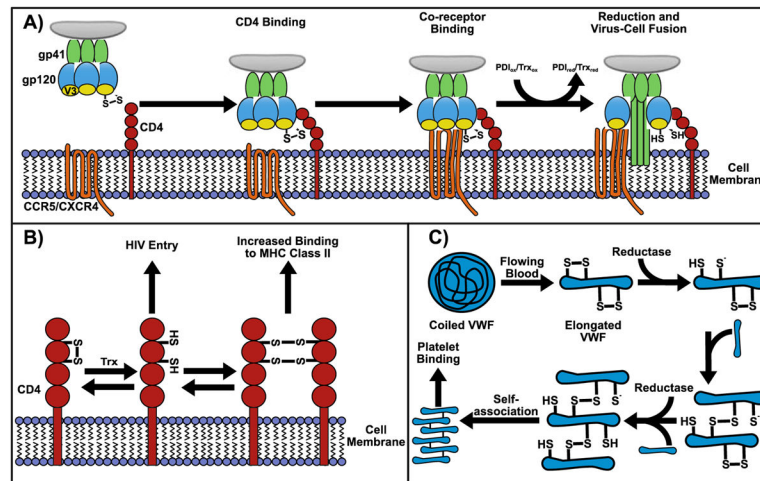 A)
CD4 Binding
Co-receptor
Binding
Reduction and
Virus-Cell Fusion
gp41
gp120
V3
S-S
CD4
S-S
S-S
PDIox/Trxox
PDIred/Trxred
HS
SH
Cell
Membrane
CCR5/CXCR4
B)
HIV Entry
Increased Binding
to MHC Class II
S-S
Trx
HS
SH
S-S
S-S
CD4
Cell
Membrane
C)
Flowing
Blood
Reductase
S-S
S-S
HS
S-
S-S
Coiled VWF
Elongated
VWF
Platelet
Binding
Self-
association
Reductase
S-S
S-
HS
S-S
SH
HS
HS
S-S
S-
S-S